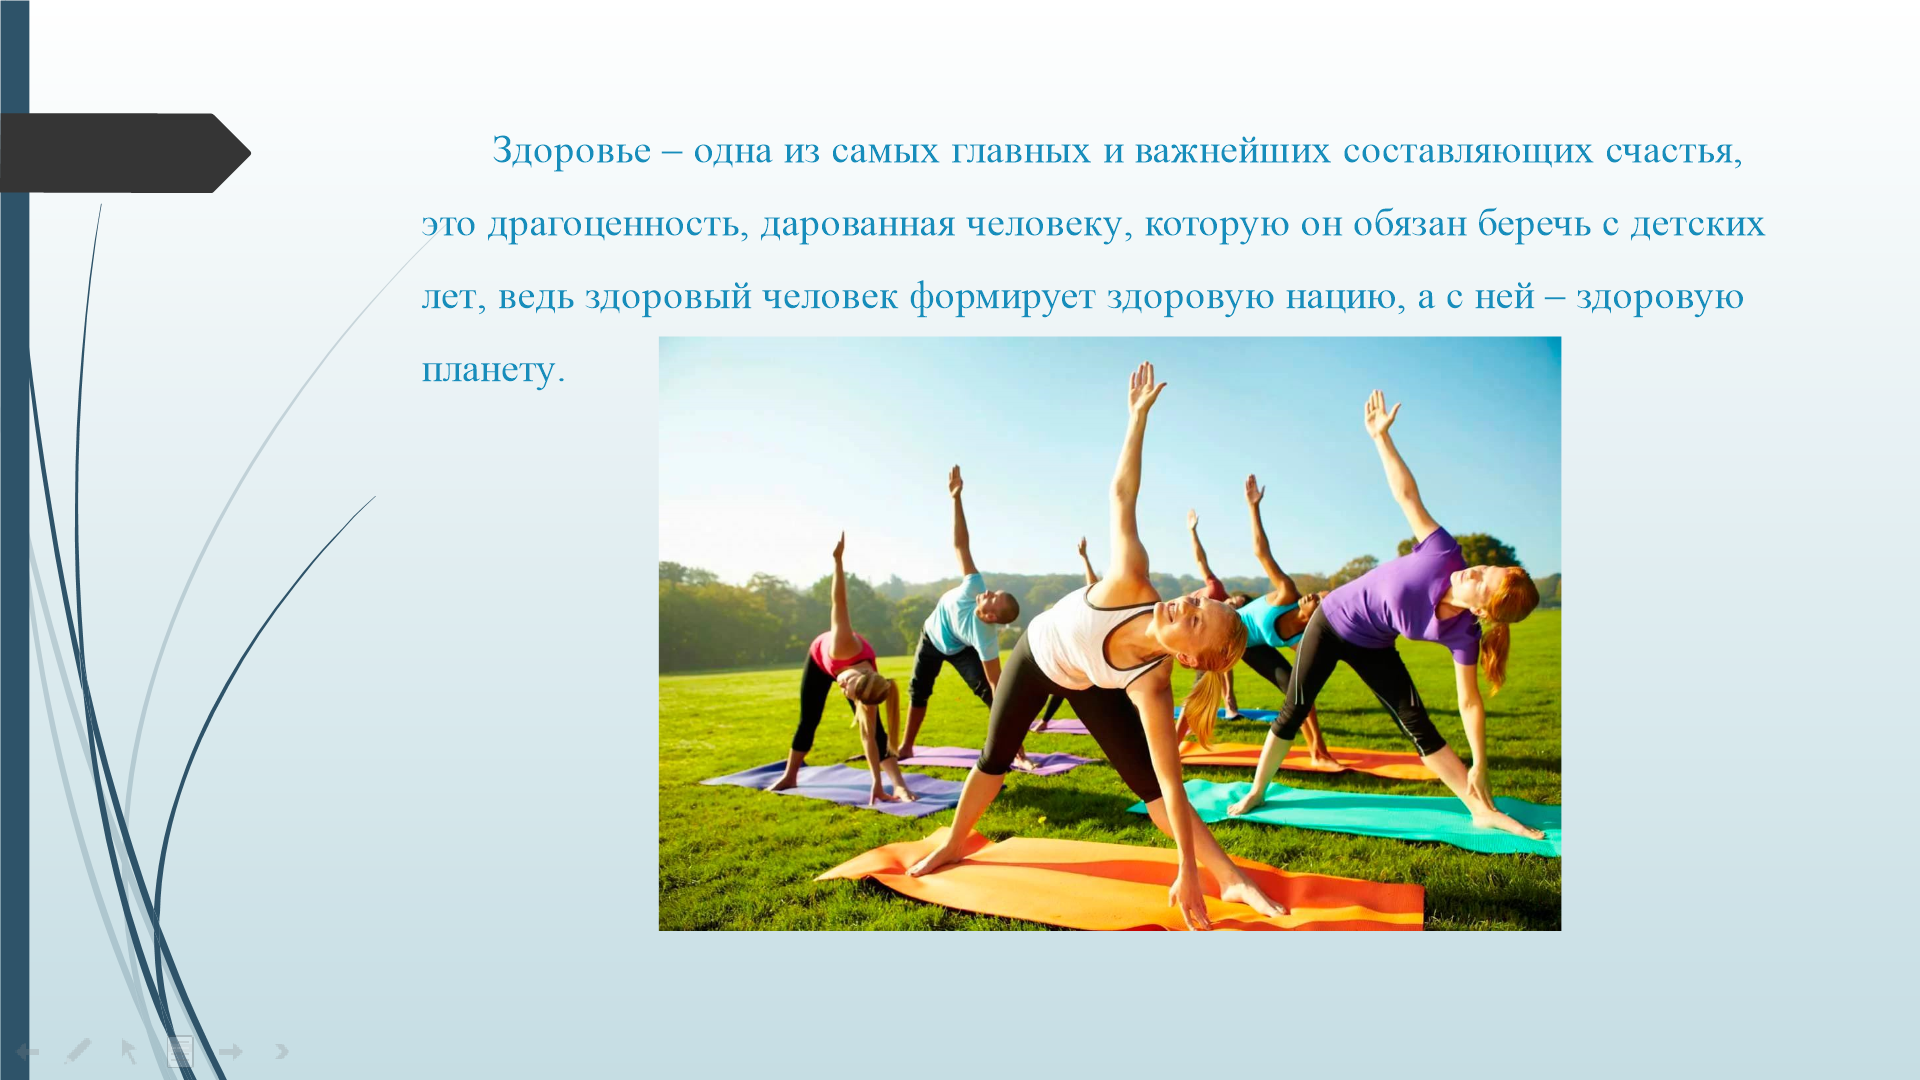 Здоровье – одна из самых главных и важнейших составляющих счастья,
это драгоценность, дарованная человеку, которую он обязан беречь с детских
лет, ведь здоровый человек формирует здоровую нацию, а с ней – здоровую
планету.